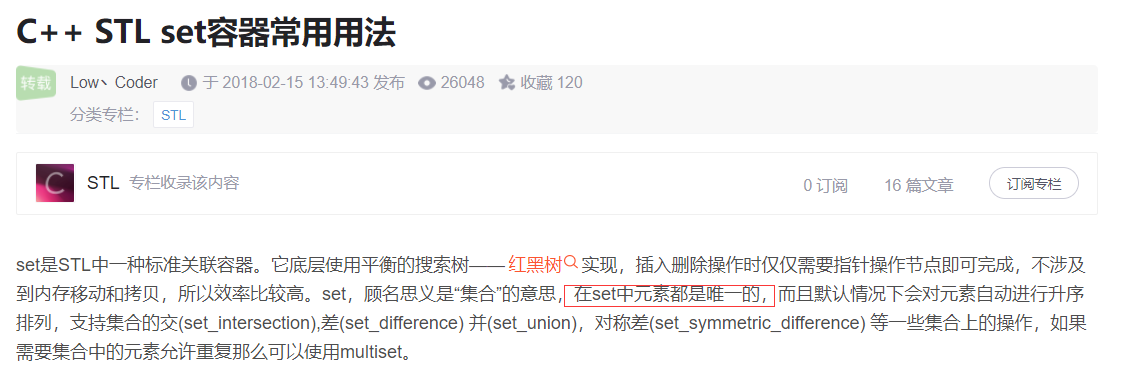 C++ STL set容器常用用法
转载 Low丶Coder 于 2018-02-15 13:49:43 发布 26048 收藏 120
分类专栏： STL
STL 专栏收录该内容 0 订阅 16 篇文章 订阅专栏
set是STL中一种标准关联容器。它底层使用平衡的搜索树——红黑树实现，插入删除操作时仅仅需要指针操作节点即可完成，不涉及
到内存移动和拷贝，所以效率比较高。set，顾名思义是“集合”的意思，在set中元素都是唯一的，而且默认情况下会对元素自动进行升序
排列，支持集合的交(set_intersection),差(set_difference) 并(set_union)，对称差(set_symmetric_difference) 等一些集合上的操作，如果
需要集合中的元素允许重复那么可以使用multiset。